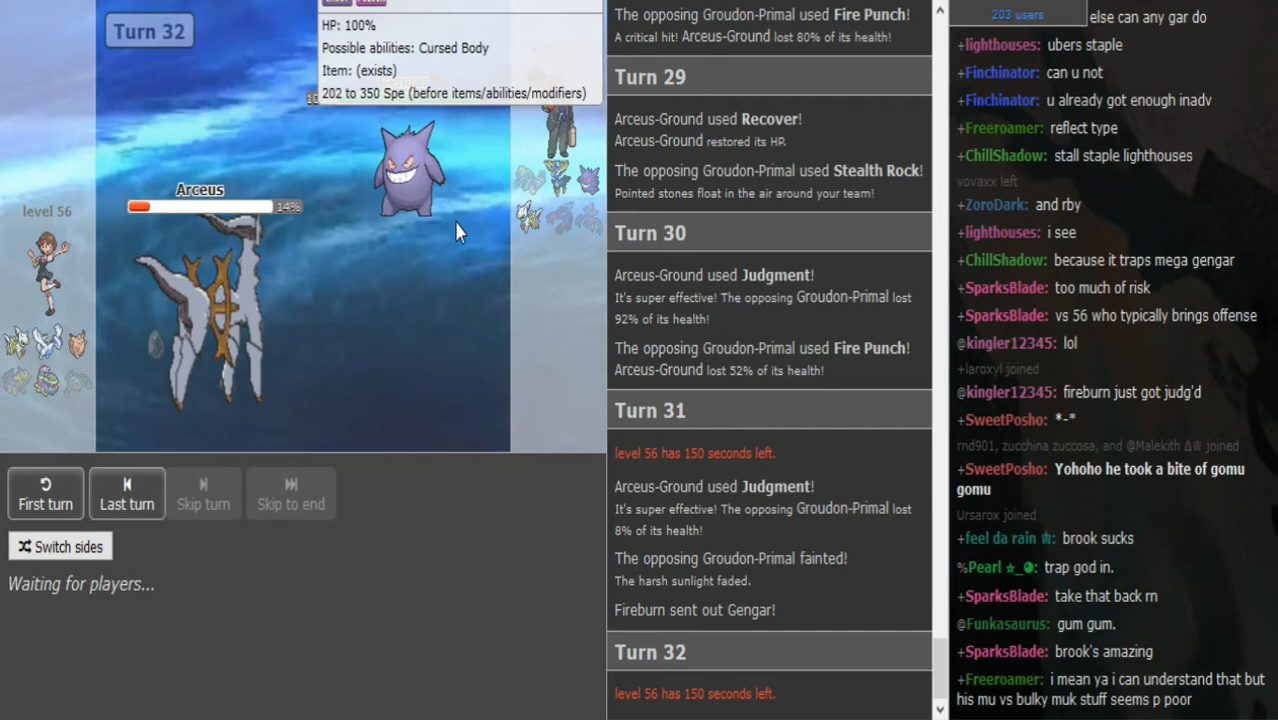 Turn 32
HP: 100%
Possible abilities: Cursed Body
Item: (exists)
202 to 350 Spe (before items/abilities/modifiers)
Arceus
14%
level 56
First turn
Last turn
Skip turn
Skip to end
Switch sides
Waiting for players...
The opposing Groudon-Primal used Fire Punch!
A critical hit! Arceus-Ground lost 80% of its health!
Turn 29
Arceus-Ground used Recover!
Arceus-Ground restored its HP.
The opposing Groudon-Primal used Stealth Rock!
Pointed stones float in the air around your team!
Turn 30
Arceus-Ground used Judgment!
It's super effective! The opposing Groudon-Primal lost
92% of its health!
The opposing Groudon-Primal used Fire Punch!
Arceus-Ground lost 52% of its health!
Turn 31
level 56 has 150 seconds left.
Arceus-Ground used Judgment!
It's super effective! The opposing Groudon-Primal lost
8% of its health!
The opposing Groudon-Primal fainted!
The harsh sunlight faded.
Fireburn sent out Gengar!
Turn 32
level 56 has 150 seconds left.
203 users
else can any gar do
+lighthouses: ubers staple
+Finchinator: can u not
+Finchinator: u already got enough inadv
+Freeroamer: reflect type
+ChillShadow: stall staple lighthouses
vovaxx left
+ZoroDark: and rby
+lighthouses: i see
+ChillShadow: because it traps mega gengar
+SparksBlade: too much of risk
+SparksBlade: vs 56 who typically brings offense
@kingler12345: lol
+laroxyl joined
@kingler12345: fireburn just got judg'd
+SweetPosho: *-*
rnd901, zucchina zuccosa, and @Malekith Δ♔ joined
+SweetPosho: Yohoho he took a bite of gomu
gomu
Ursarox joined
+feel da rain ♔: brook sucks
%Pearl ☆_◕: trap god in.
+SparksBlade: take that back rn
@Funkasaurus: gum gum.
+SparksBlade: brook's amazing
+Freeroamer: i mean ya i can understand that but
his mu vs bulky muk stuff seems p poor